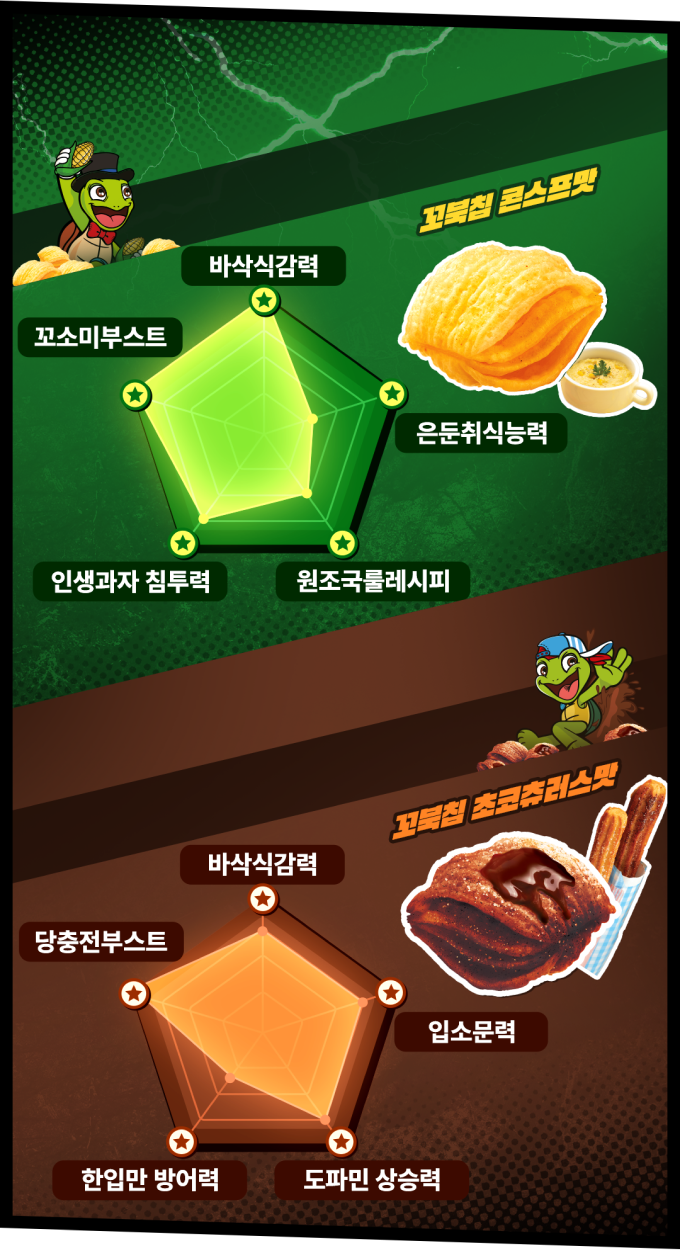 꼬북칩 콘스프맛
바삭식감력
꼬소미부스트
은둔취식능력
인생과자 침투력
원조국룰레시피
꼬북칩 초코츄러스맛
바삭식감력
당충전부스트
입소문력
한입만 방어력
도파민 상승력